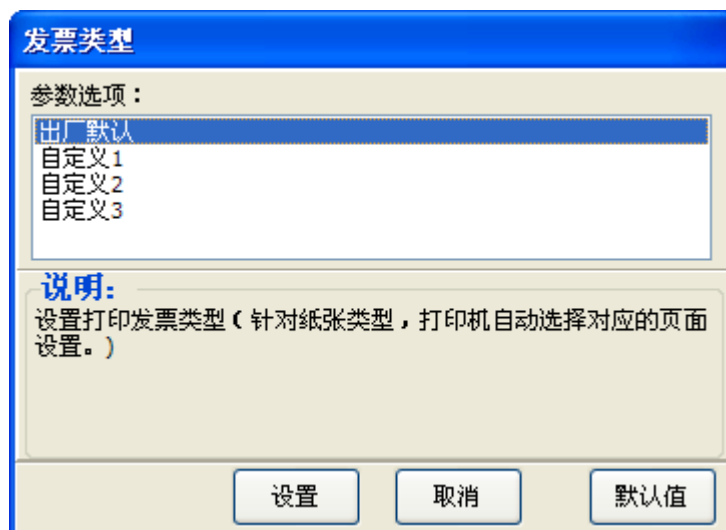 发票类型
参数选项：
出厂默认
自定义1
自定义2
自定义3
说明:
设置打印发票类型（针对纸张类型，打印机自动选择对应的页面
设置。）
设置
取消
默认值